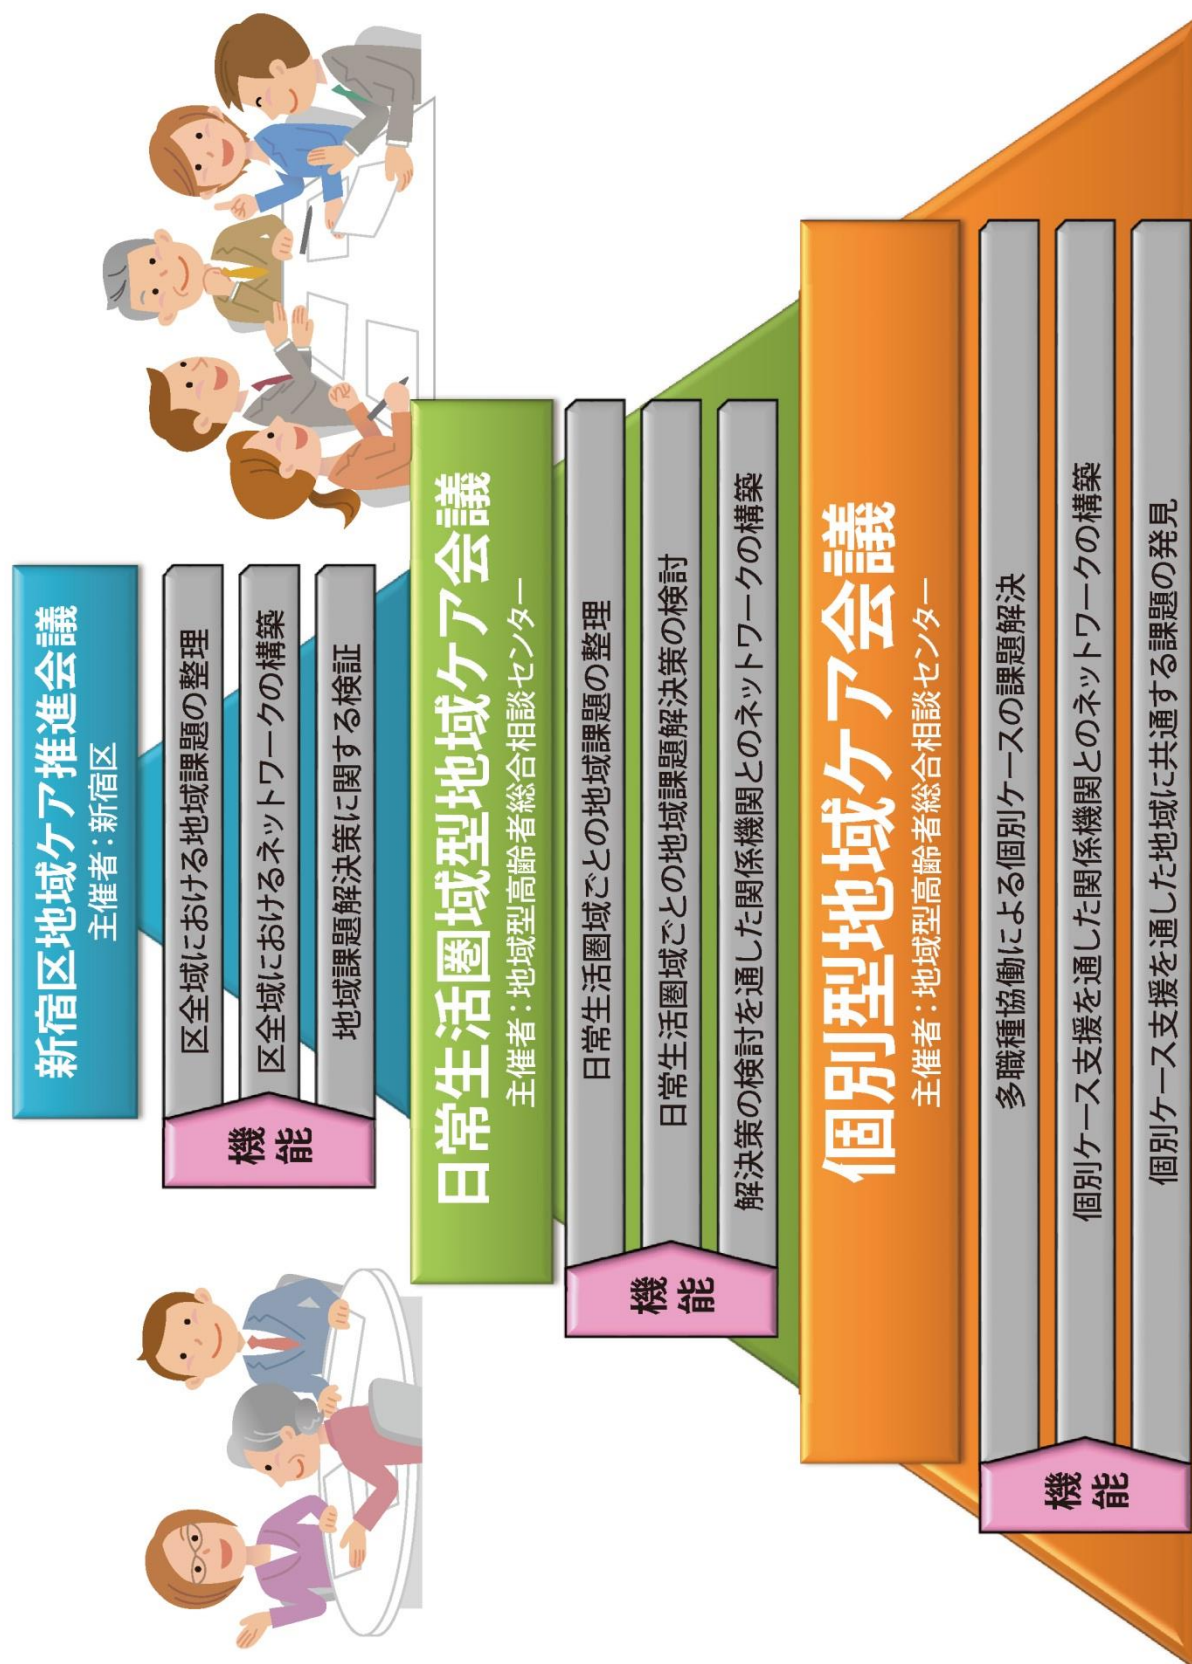 新宿区地域ケア推進会議
主催者：新宿区
機能
区全域における地域課題の整理
区全域におけるネットワークの構築
地域課題解決策に関する検証
日常生活圏域型地域ケア会議
主催者：地域型高齢者総合相談センター
機能
日常生活圏域ごとの地域課題の整理
日常生活圏域ごとの地域課題解決策の検討
解決策の検討を通した関係機関とのネットワークの構築
個別型地域ケア会議
主催者：地域型高齢者総合相談センター
機能
多職種協働による個別ケースの課題解決
個別ケース支援を通した関係機関とのネットワークの構築
個別ケース支援を通した地域に共通する課題の発見